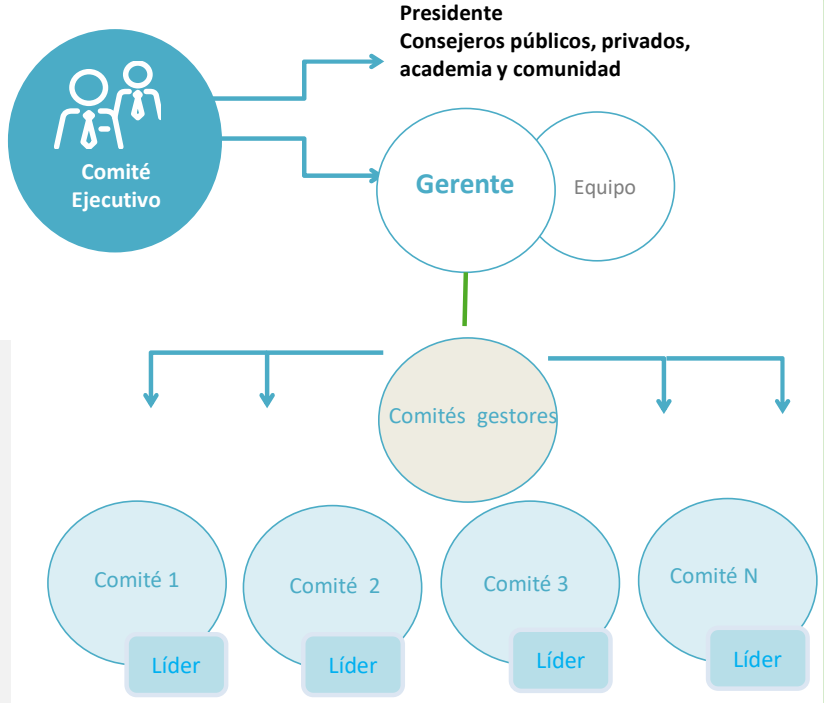 Presidente
Consejeros públicos, privados,
academia y comunidad
Comité
Ejecutivo
Gerente
Equipo
Comités gestores
Comité 1
Comité 2
Comité 3
Comité N
Líder
Líder
Líder
Líder